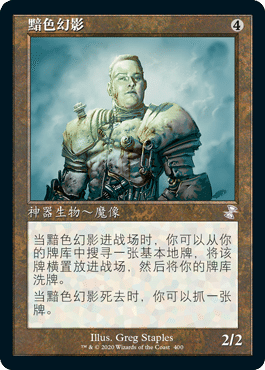 黯色幻影 4
神器生物～魔像
当黯色幻影进战场时，你可以从你
的牌库中搜寻一张基本地牌，将该
牌横置放进战场，然后将你的牌库
洗牌。
当黯色幻影死去时，你可以抓一张
牌。
Illus. Greg Staples
™ & © 2020 Wizards of the Coast 400
2/2